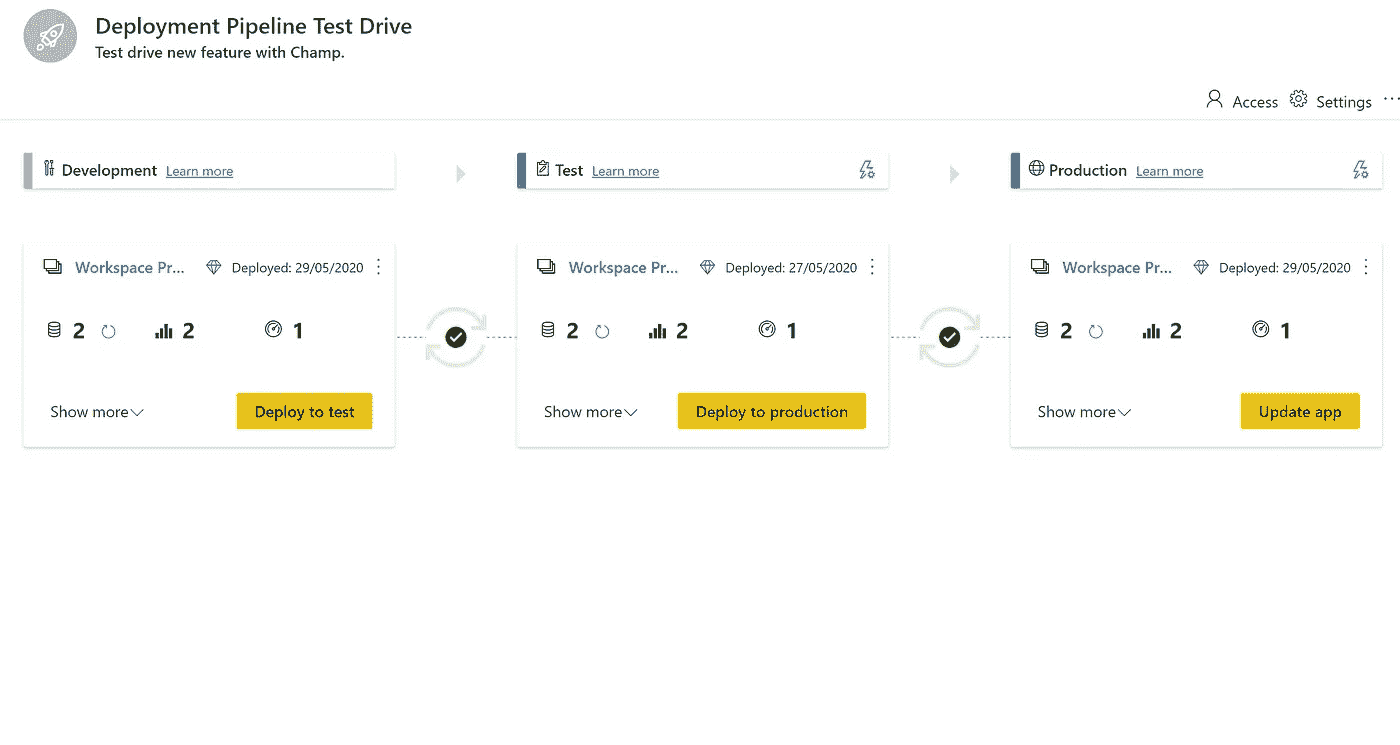 Deployment Pipeline Test Drive
Test drive new feature with Champ.
Access Settings
Development Learn more
Test Learn more
Production Learn more
Workspace Pr... Deployed: 29/05/2020
Workspace Pr... Deployed: 27/05/2020
Workspace Pr... Deployed: 29/05/2020
2 2 1
2 2 1
2 2 1
Show more Deploy to test
Show more Deploy to production
Show more Update app